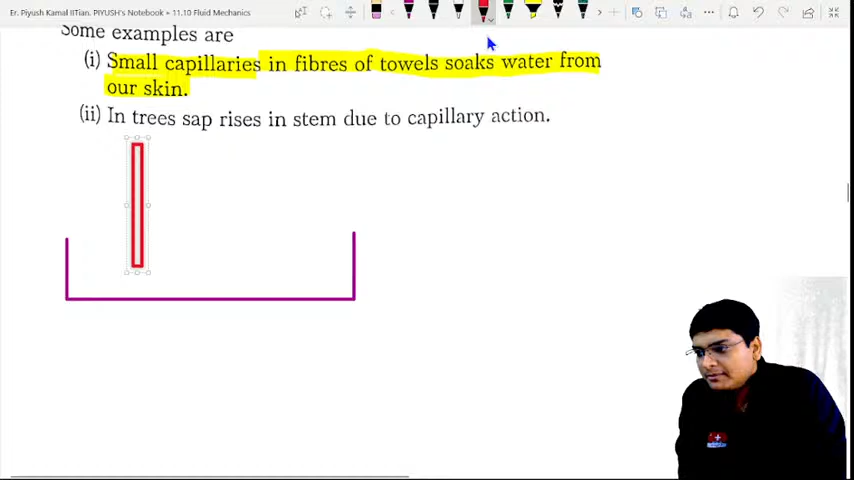 Er. Piyush Kamal IITian. PIYUSH's Notebook » 11.10 Fluid Mechanics
Some examples are
(i) Small capillaries in fibres of towels soaks water from
our skin.
(ii) In trees sap rises in stem due to capillary action.